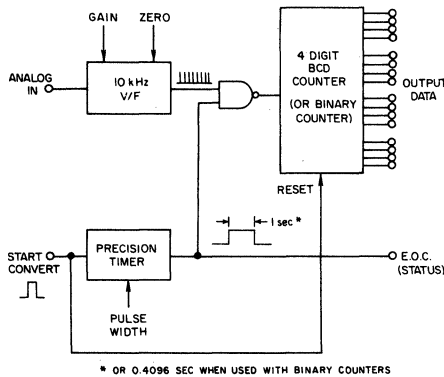 GAIN ZERO
ANALOG IN
10 kHz V/F
4 DIGIT
BCD
COUNTER
(OR BINARY
COUNTER)
OUTPUT
DATA
RESET
1 sec*
START
CONVERT
PRECISION
TIMER
E.O.C.
(STATUS)
PULSE
WIDTH
* OR 0.4096 SEC WHEN USED WITH BINARY COUNTERS